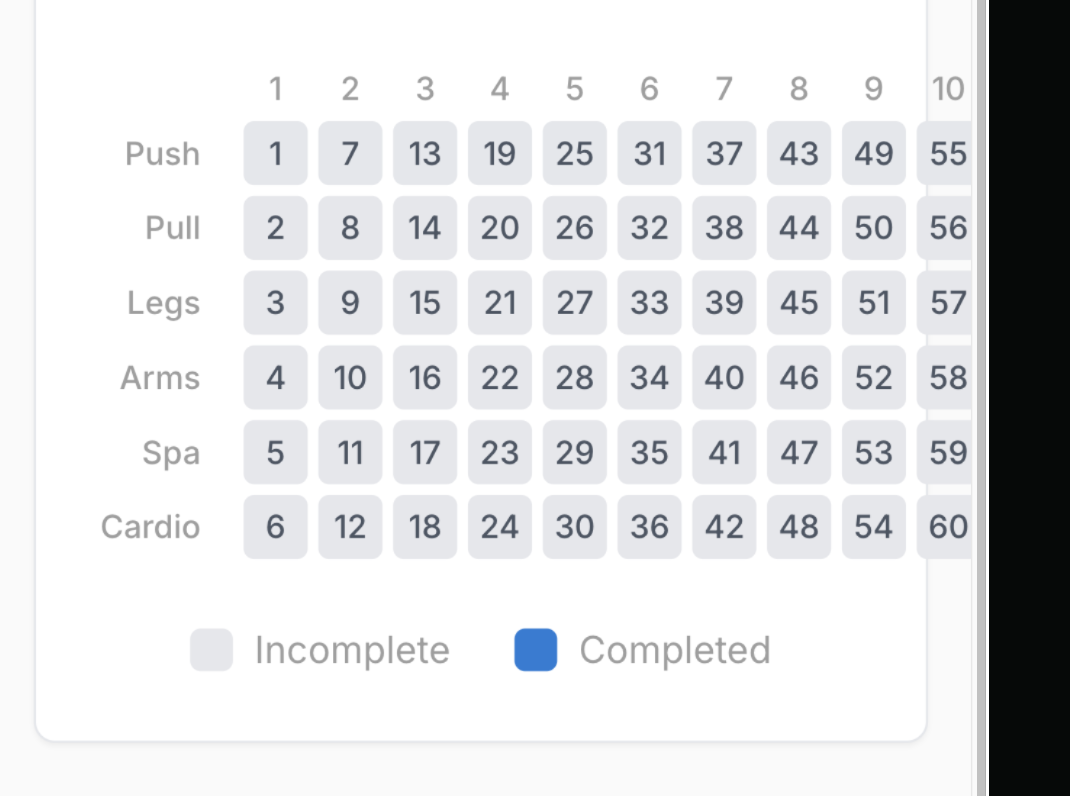 1 2 3 4 5 6 7 8 9 10
Push 1 7 13 19 25 31 37 43 49 55
Pull 2 8 14 20 26 32 38 44 50 56
Legs 3 9 15 21 27 33 39 45 51 57
Arms 4 10 16 22 28 34 40 46 52 58
Spa 5 11 17 23 29 35 41 47 53 59
Cardio 6 12 18 24 30 36 42 48 54 60
Incomplete Completed